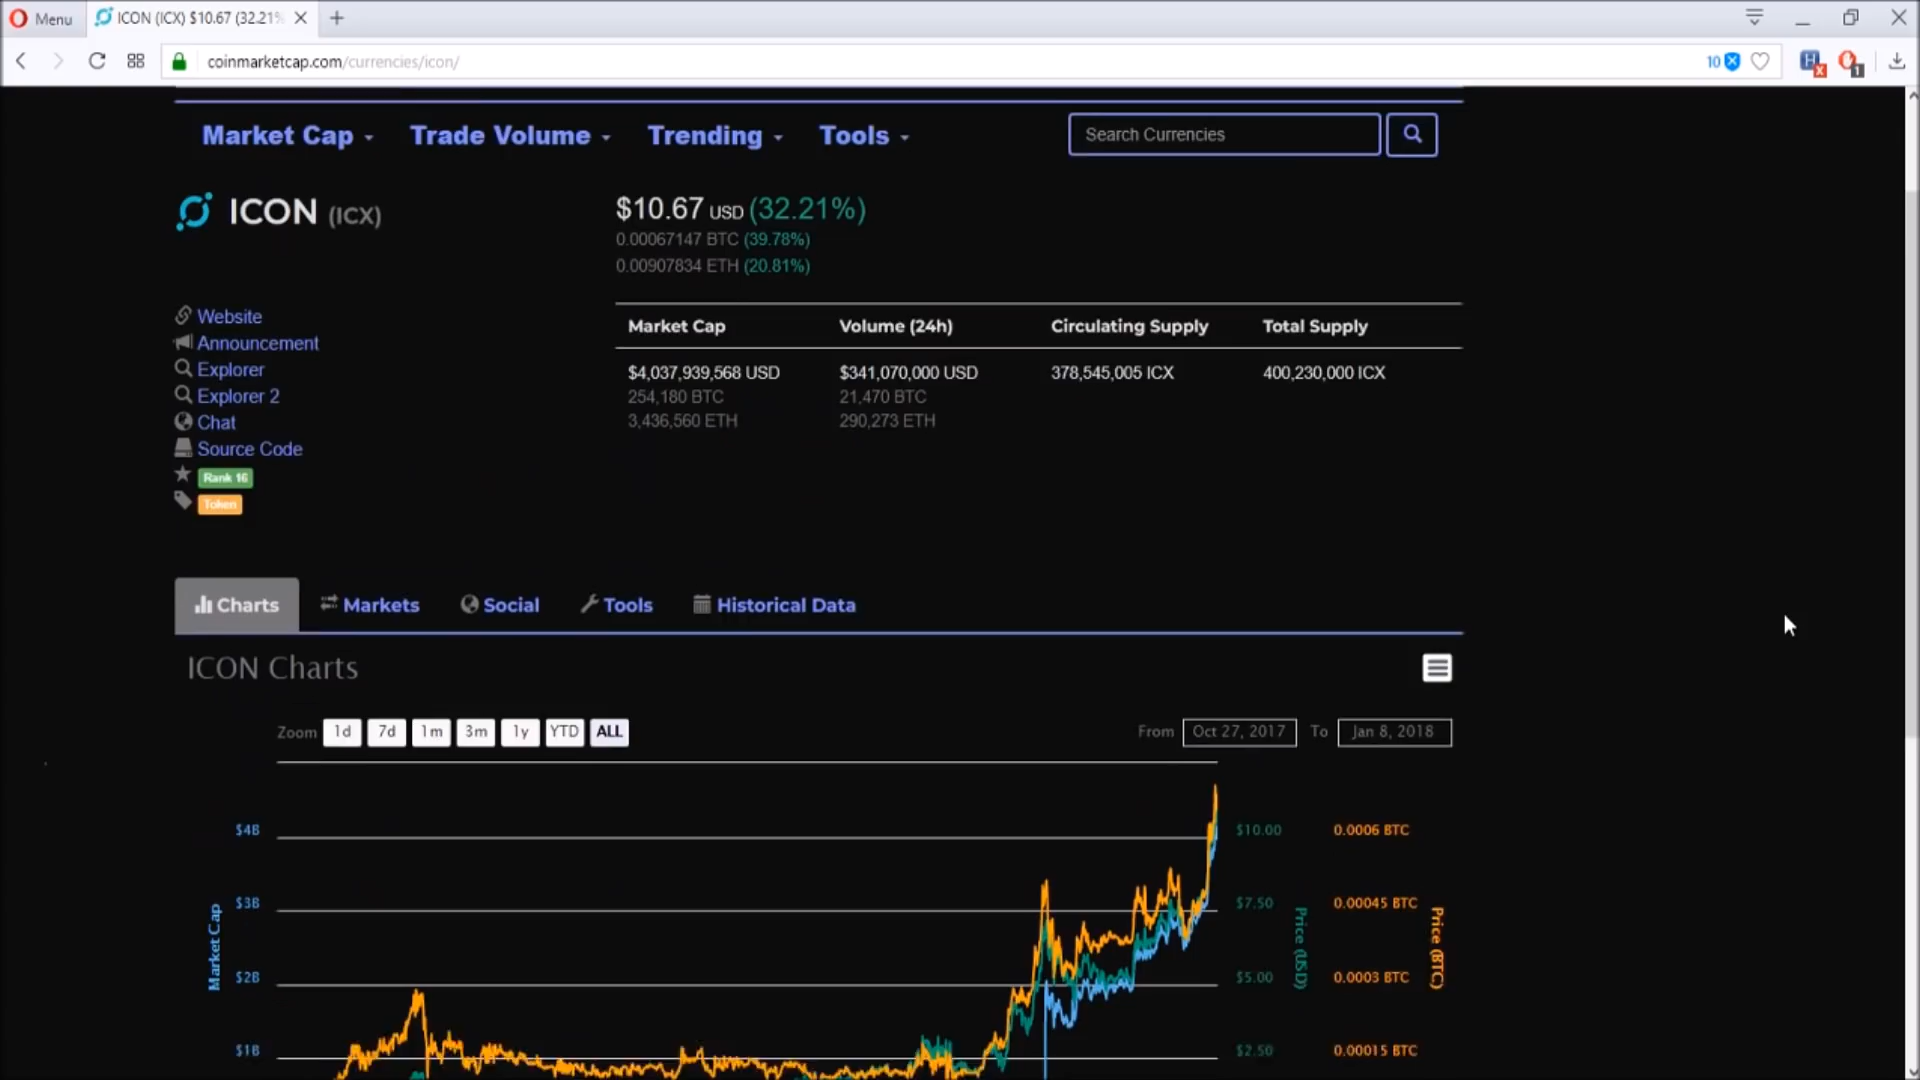 Menu
ICON (ICX) $10.67 (32.21%
coinmarketcap.com/currencies/icon/
10
1
Market Cap
Trade Volume
Trending
Tools
Search Currencies
ICON (ICX)
$10.67 USD (32.21%)
0.00067147 BTC (39.78%)
0.00907834 ETH (20.81%)
Website
Announcement
Explorer
Explorer 2
Chat
Source Code
Rank 16
Token
Market Cap Volume (24h) Circulating Supply Total Supply
$4,037,939,568 USD $341,070,000 USD 378,545,005 ICX 400,230,000 ICX
254,180 BTC 21,470 BTC
3,436,560 ETH 290,273 ETH
Charts
Markets
Social
Tools
Historical Data
ICON Charts
Zoom 1d 7d 1m 3m 1y YTD ALL
From Oct 27, 2017 To Jan 8, 2018
$4B
$3B
$2B
$1B
Market Cap
$10.00
$7.50
$5.00
$2.50
Price (USD)
0.0006 BTC
0.00045 BTC
0.0003 BTC
0.00015 BTC
Price (BTC)